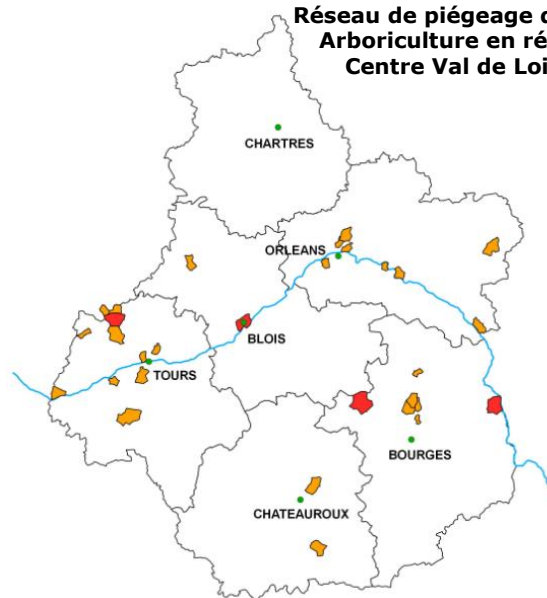 Réseau de piégeage
Arboriculture en
Centre Val de
CHARTRES
ORLEANS
BLOIS
TOURS
BOURGES
CHATEAUROUX